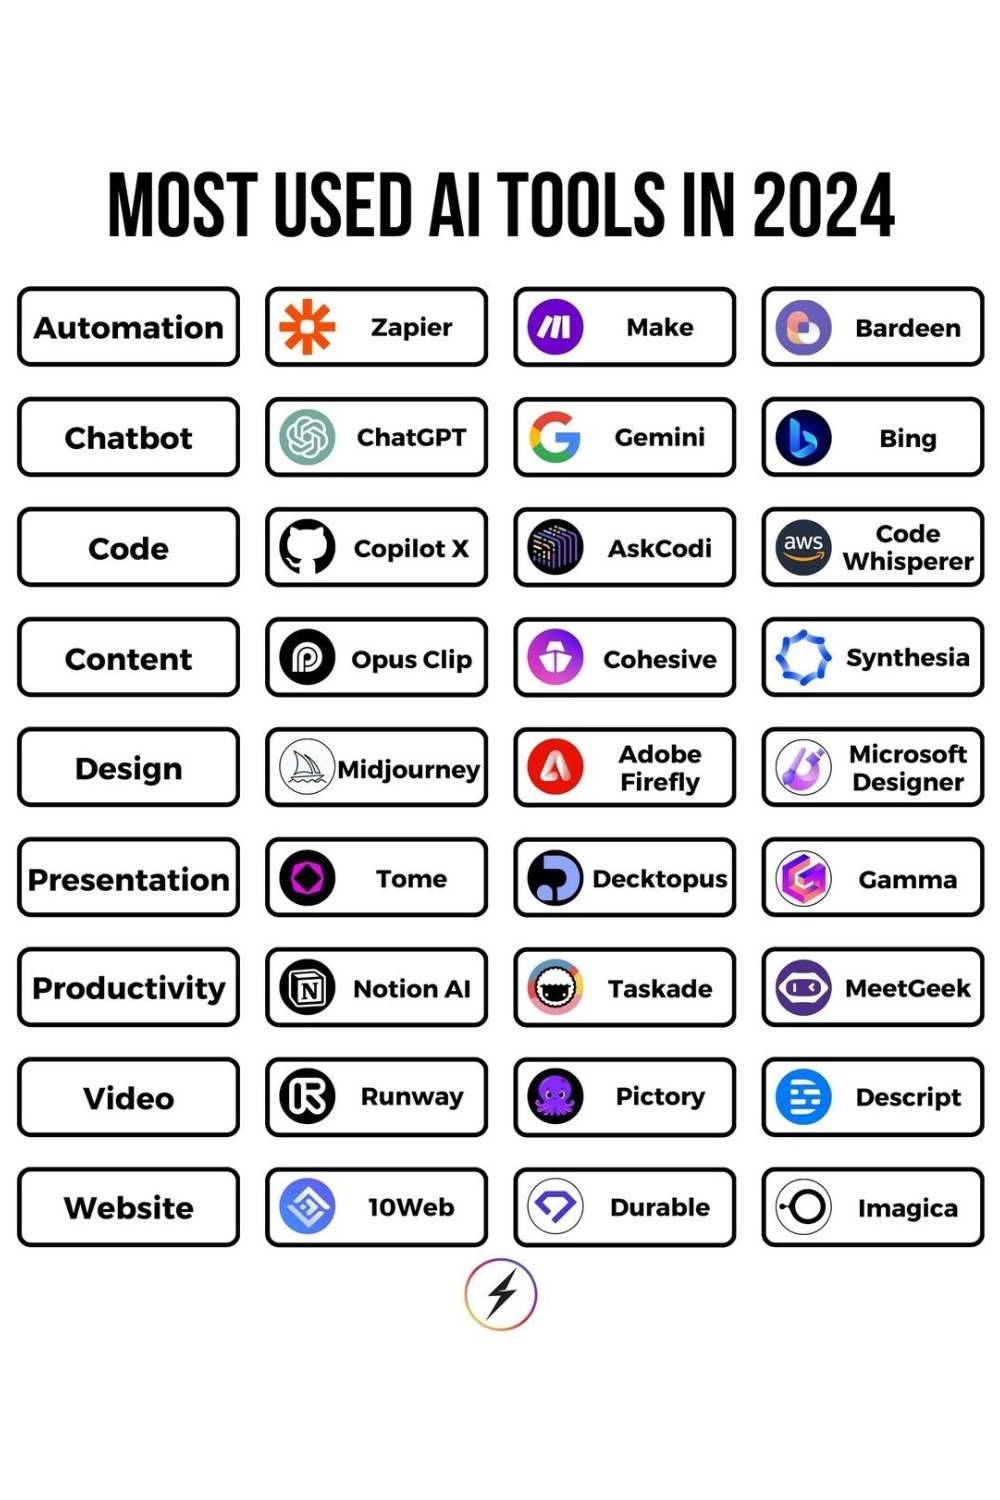 MOST USED AI TOOLS IN 2024
Automation
Zapier
Make
Bardeen
Chatbot
ChatGPT
Gemini
Bing
Code
Copilot X
AskCodi
aws
Code
Whisperer
Content
Opus Clip
Cohesive
Synthesia
Design
Midjourney
Adobe
Firefly
Microsoft
Designer
Presentation
Tome
Decktopus
Gamma
Productivity
Notion AI
Taskade
MeetGeek
Video
Runway
Pictory
Descript
Website
10Web
Durable
Imagica